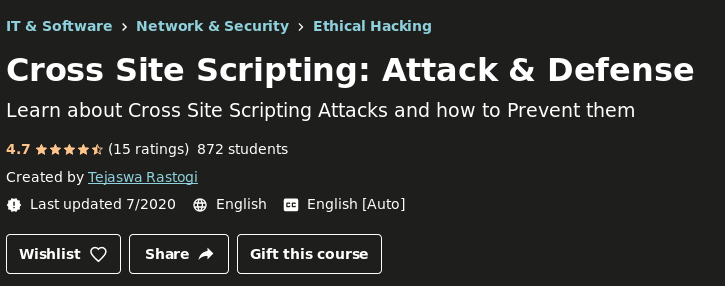 IT & Software > Network & Security > Ethical Hacking
Cross Site Scripting: Attack & Defense
Learn about Cross Site Scripting Attacks and how to Prevent them
4.7 ★★★★⯪ (15 ratings) 872 students
Created by Tejaswa Rastogi
Last updated 7/2020 English CC English [Auto]
Wishlist Share Gift this course